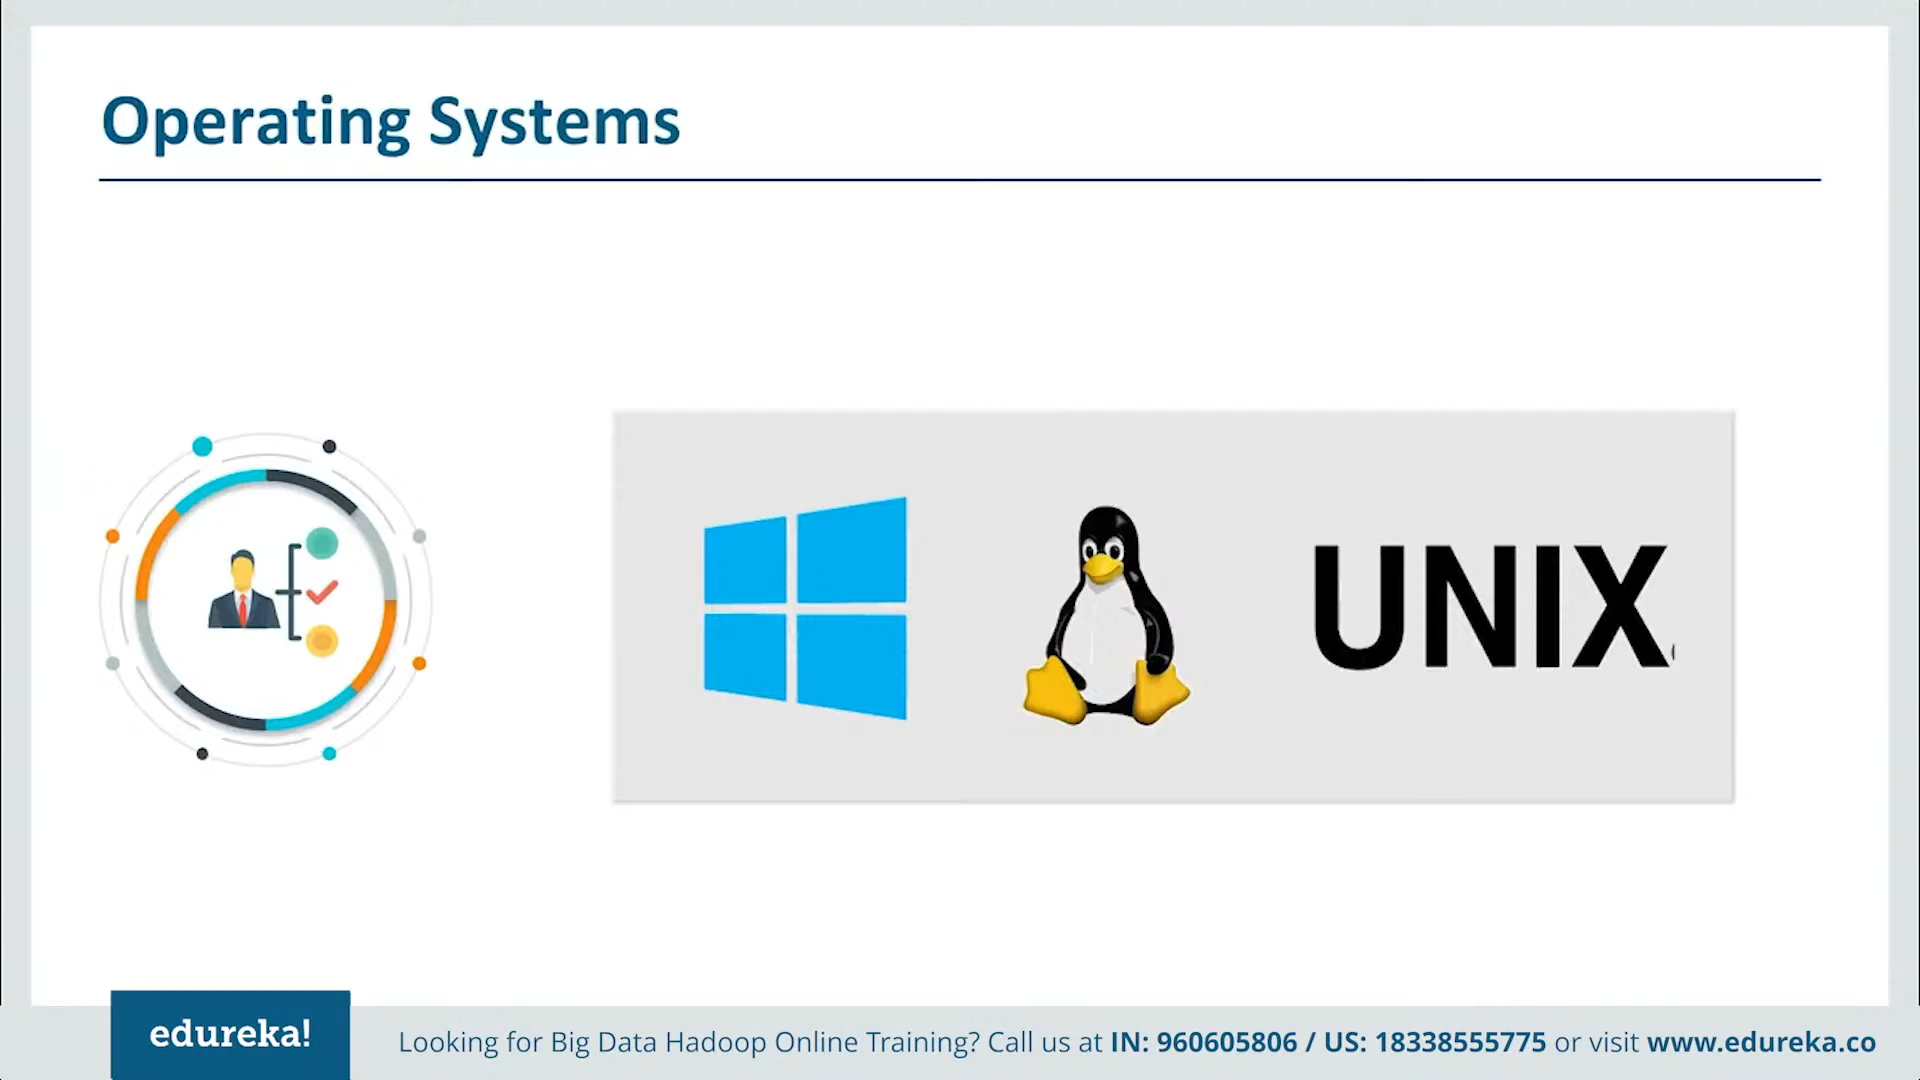 Operating Systems
UNIX
edureka!
Looking for Big Data Hadoop Online Training? Call us at IN: 960605806 / US: 18338555775 or visit www.edureka.co